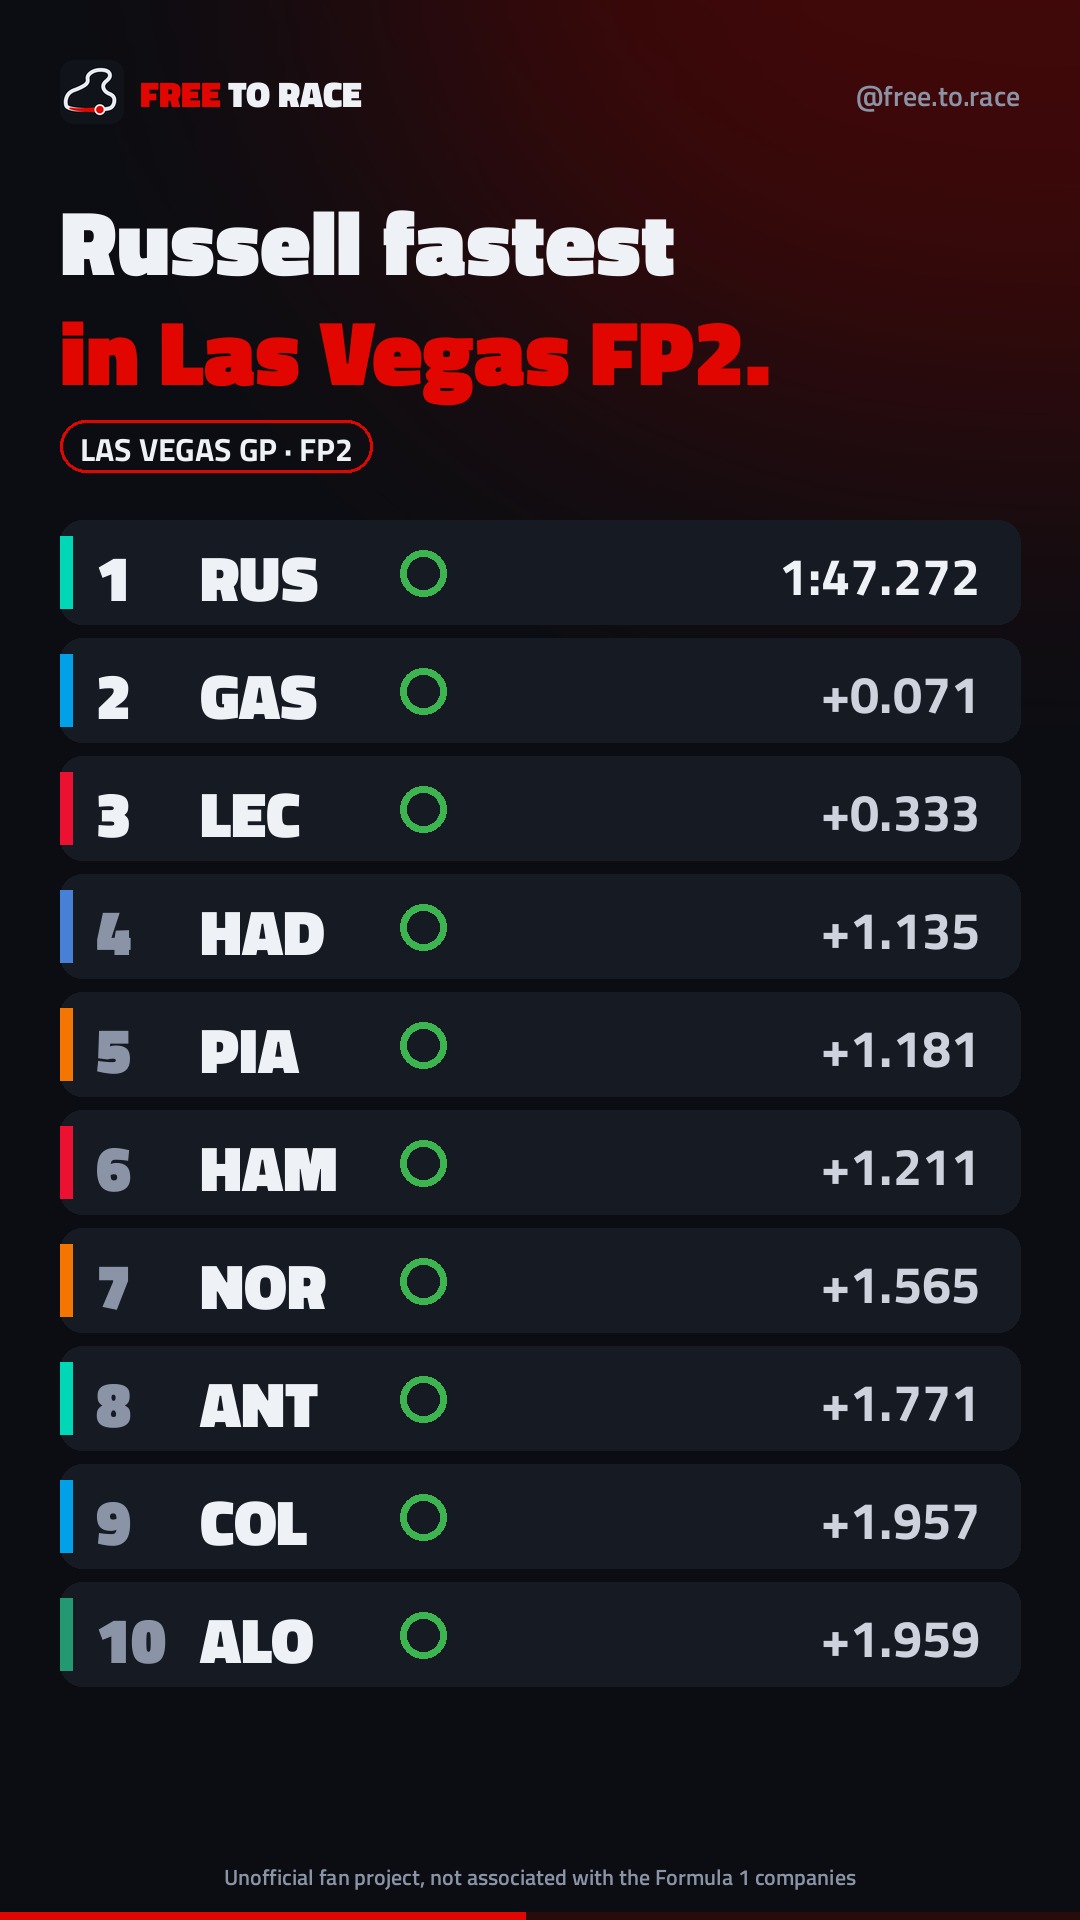 FREE TO RACE
@free.to.race
Russell fastest
in Las Vegas FP2.
LAS VEGAS GP · FP2
1 RUS 1:47.272
2 GAS +0.071
3 LEC +0.333
4 HAD +1.135
5 PIA +1.181
6 HAM +1.211
7 NOR +1.565
8 ANT +1.771
9 COL +1.957
10 ALO +1.959
Unofficial fan project, not associated with the Formula 1 companies